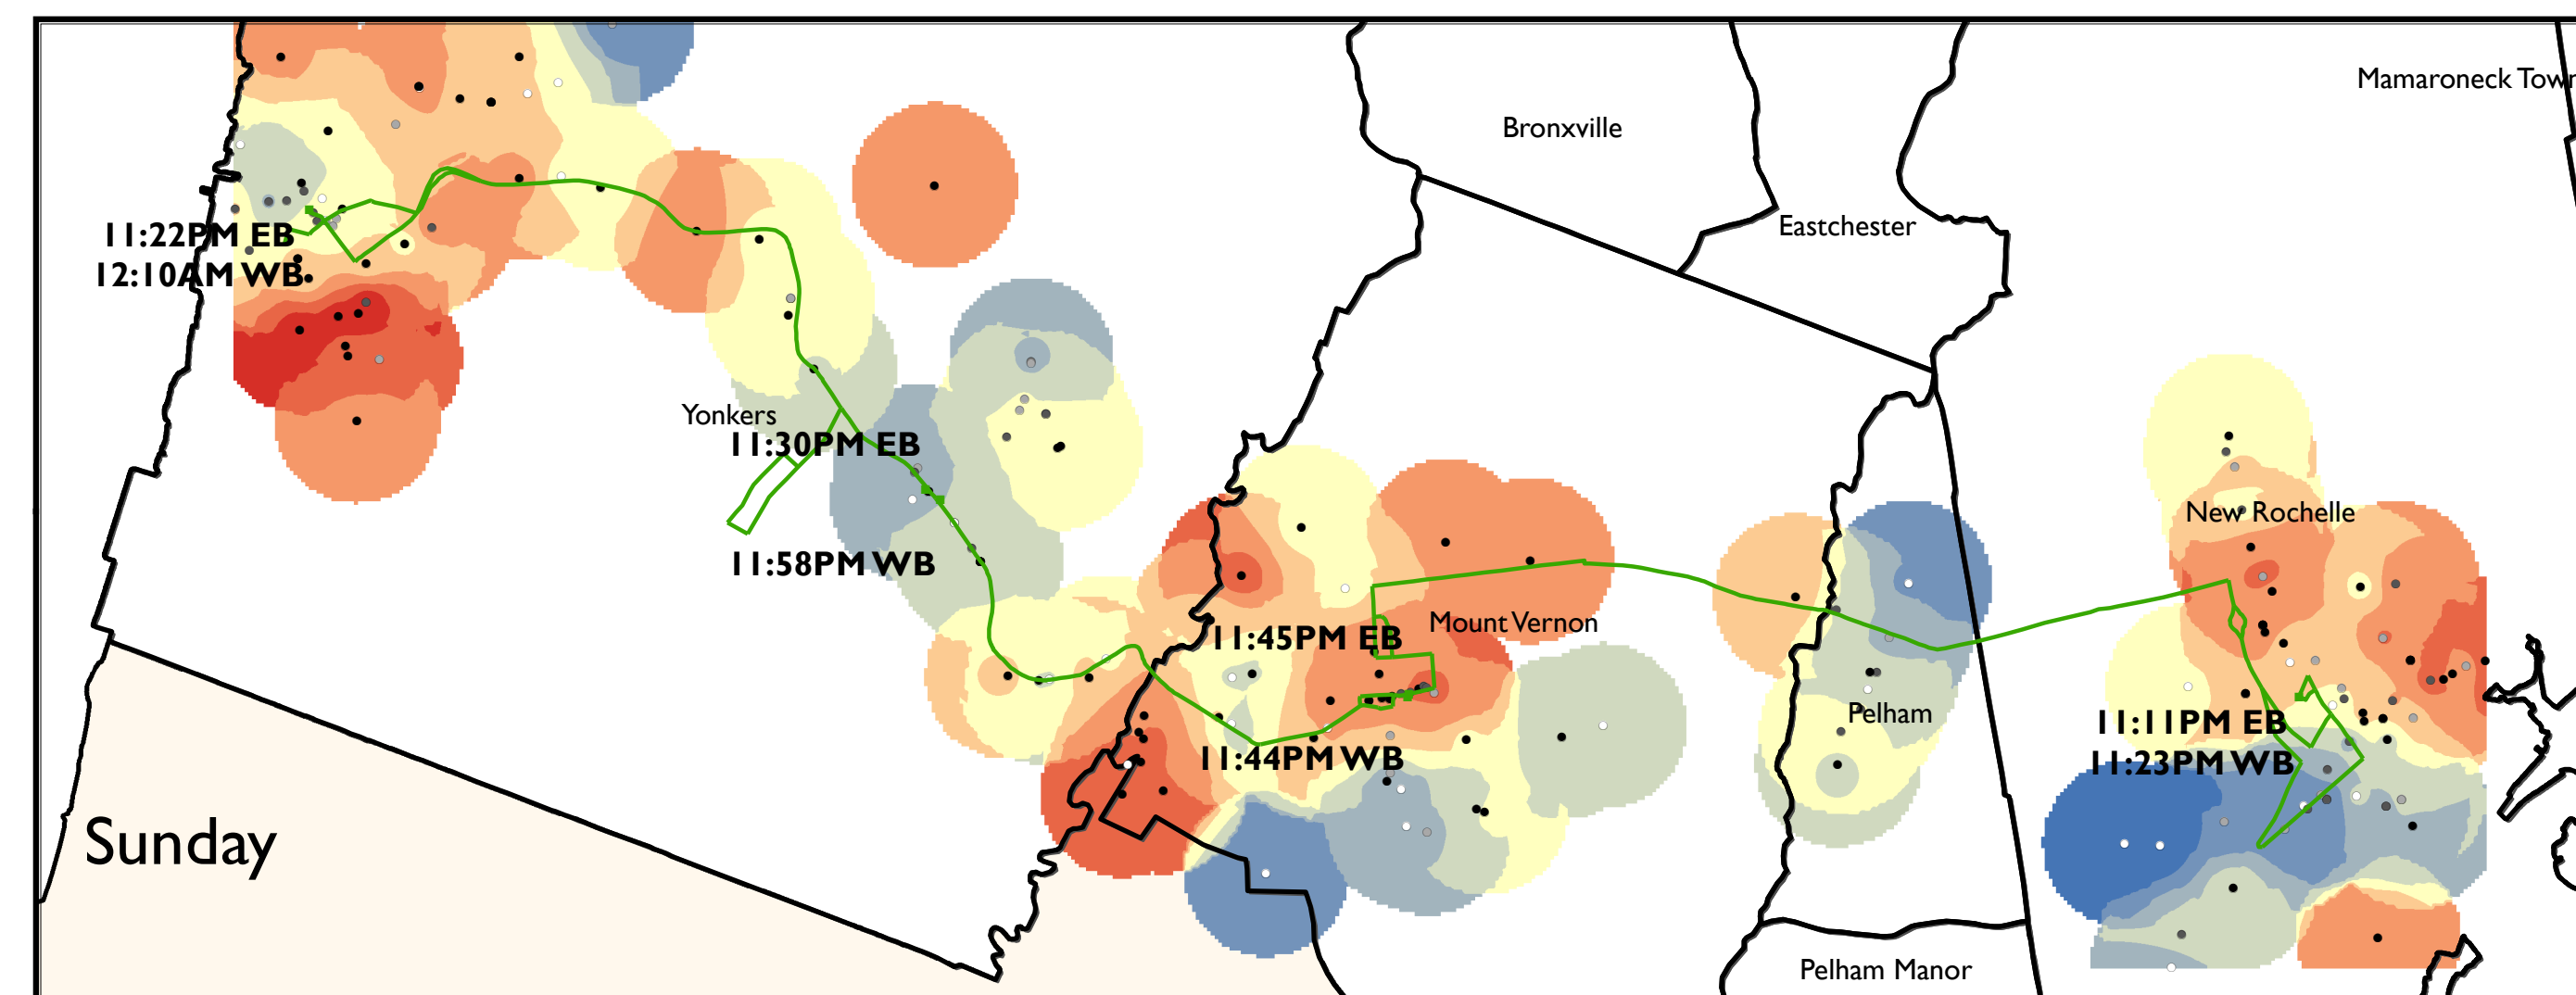 Mamaroneck Town
Bronxville
Eastchester
11:22PM EB
12:10AM WB
Yonkers
11:30PM EB
New Rochelle
11:58PM WB
Mount Vernon
11:45PM EB
Pelham
11:11PM EB
11:44PM WB
11:23PM WB
Sunday
Pelham Manor